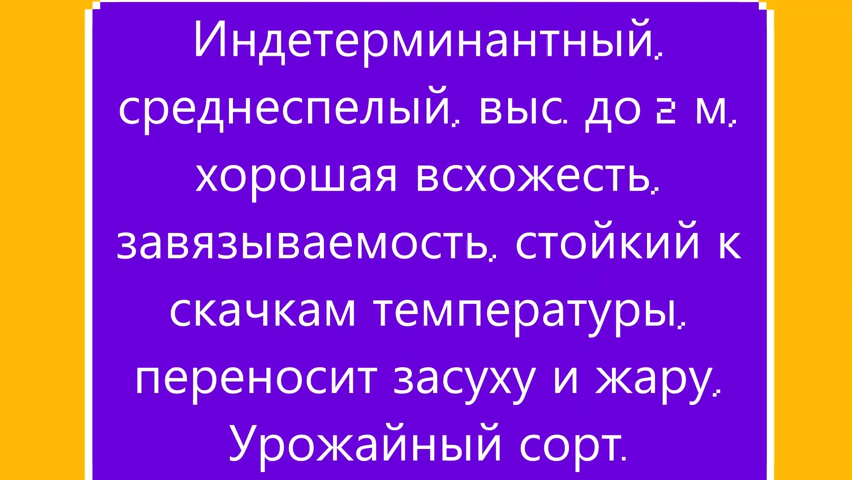 Индетерминантный,
среднеспелый, выс. до 2 м,
хорошая всхожесть,
завязываемость, стойкий к
скачкам температуры,
переносит засуху и жару,
Урожайный сорт.